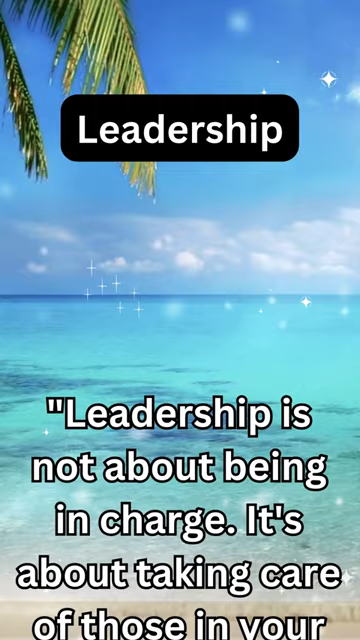 Leadership
"Leadership is
not about being
in charge. It's
about taking care
of those in your